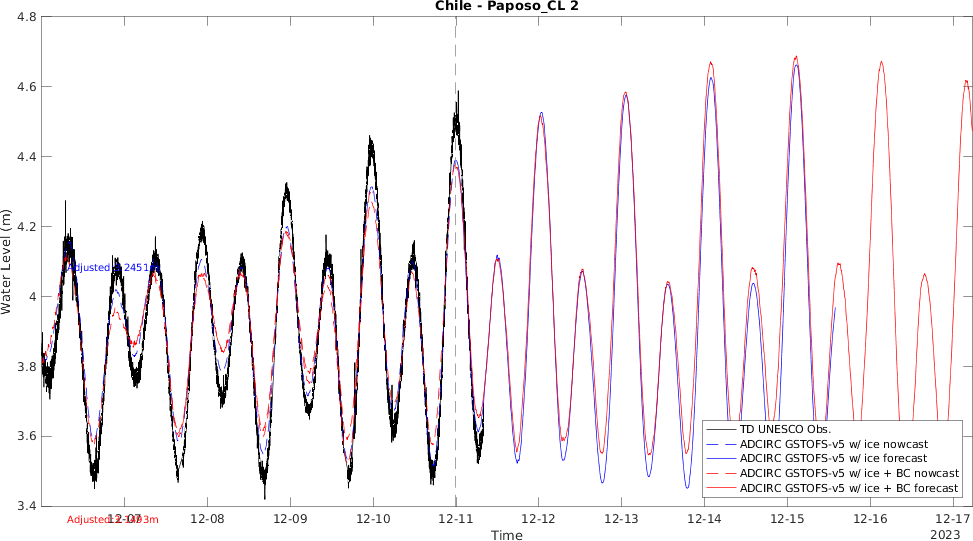 Chile - Paposo_CL 2
4.8
4.6
4.4
4.2
4
3.8
3.6
3.4
Water Level (m)
Adjusted
TD UNESCO Obs.
ADCIRC GSTOFS-v5 w/ ice nowcast
ADCIRC GSTOFS-v5 w/ ice forecast
ADCIRC GSTOFS-v5 w/ ice + BC nowcast
ADCIRC GSTOFS-v5 w/ ice + BC forecast
Adjusted
12-07 12-08 12-09 12-10 12-11 12-12 12-13 12-14 12-15 12-16 12-17
Time
2023